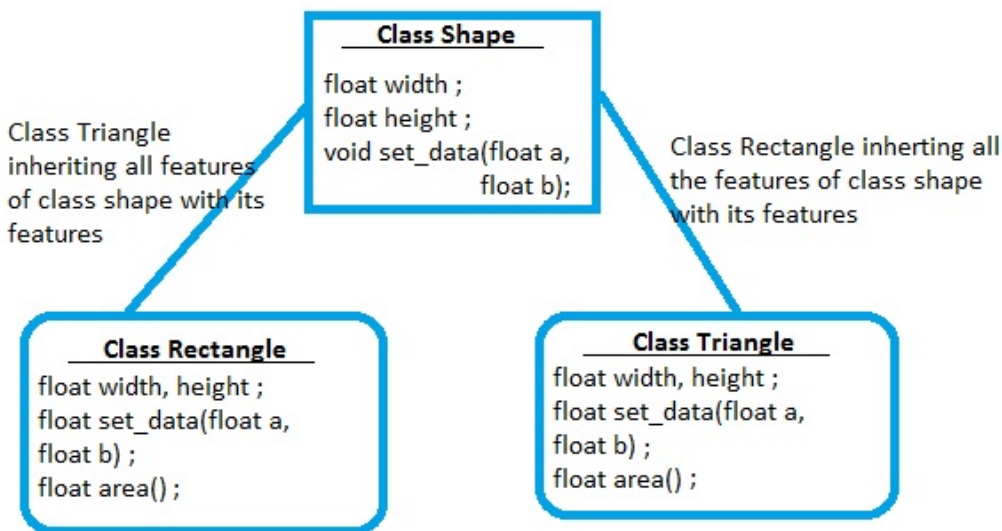 Class Shape
float width ;
float height ;
void set_data(float a,
float b);
Class Triangle
inheriting all features
of class shape with its
features
Class Rectangle inherting all
the features of class shape
with its features
Class Rectangle
float width, height ;
float set_data(float a,
float b) ;
float area() ;
Class Triangle
float width, height ;
float set_data(float a,
float b) ;
float area() ;